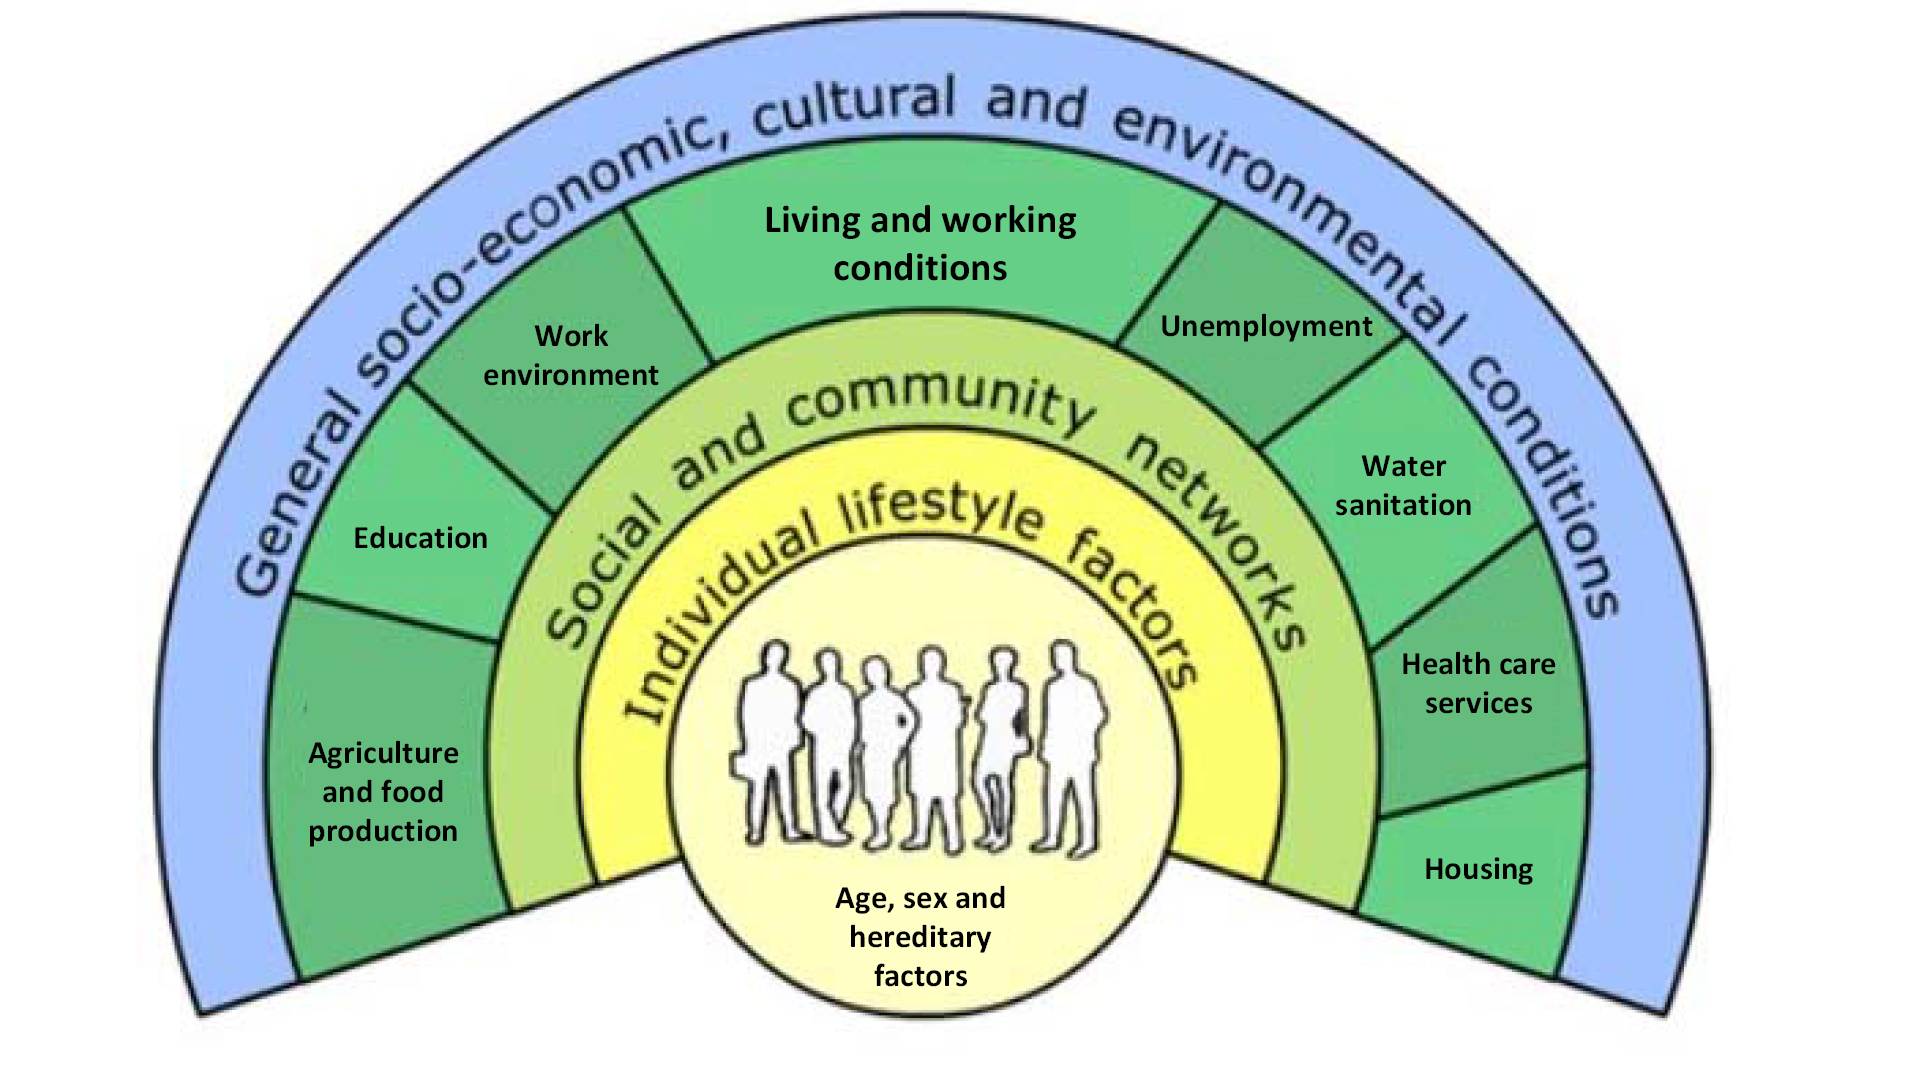 General socio-economic, cultural and environmental conditions
Living and working
conditions
Work
environment
Unemployment
Education
Water
sanitation
Agriculture
and food
production
Health care
services
Housing
Social and community networks
Individual lifestyle factors
Age, sex and
hereditary
factors